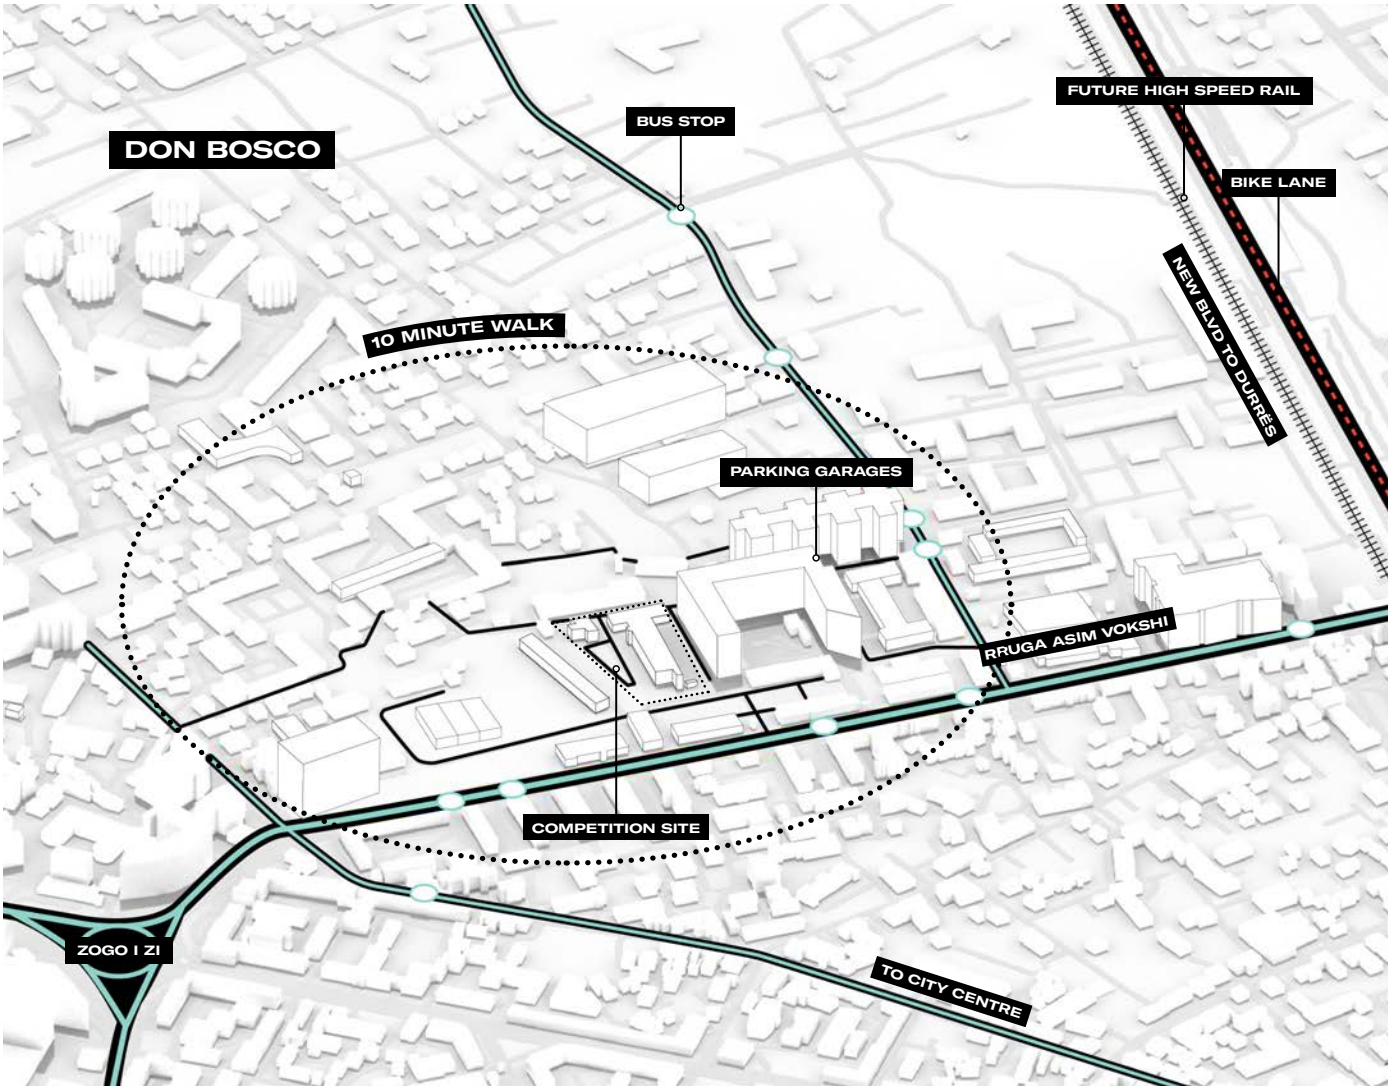 FUTURE HIGH SPEED RAIL
BUS STOP
DON BOSCO
BIKE LANE
10 MINUTE WALK
NEW BLVD TO DURRËS
PARKING GARAGES
RRUGA ASIM VOKSHI
COMPETITION SITE
ZOGO I ZI
TO CITY CENTRE